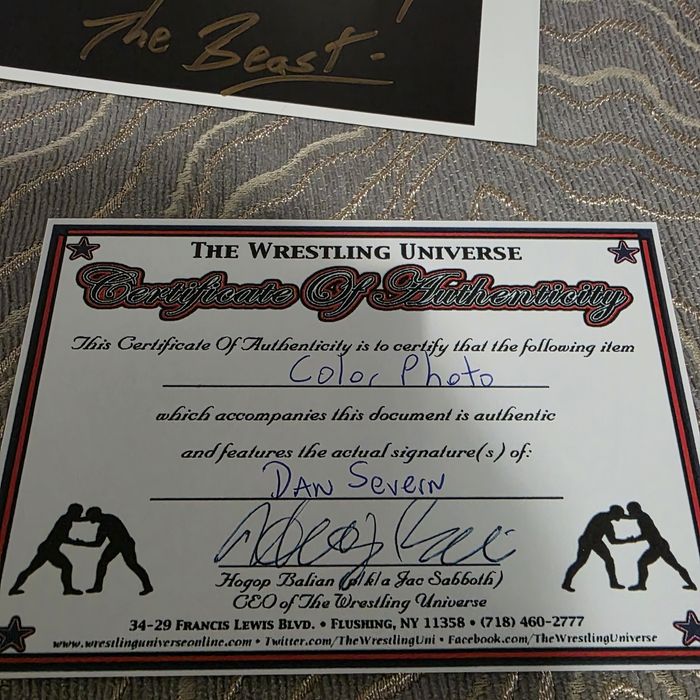 The Beast.
THE WRESTLING UNIVERSE
Certificate Of Authenticity
This Certificate Of Authenticity is to certify that the following item
Color Photo
which accompanies this document is authentic
and features the actual signature(s) of:
DAN SEVERN
Hogop Balian (a/k/a Jac Sabboth)
CEO of The Wrestling Universe
34-29 FRANCIS LEWIS BLVD. • FLUSHING, NY 11358 • (718) 460-2777
www.wrestlinguniverseonline.com • Twitter.com/TheWrestlingUni • Facebook.com/TheWrestlingUniverse